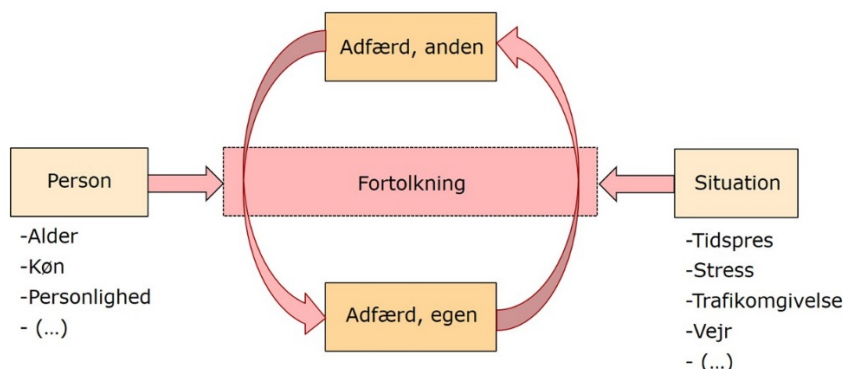 Adfærd, anden
Person
Fortolkning
Situation
-Alder
-Køn
-Personlighed
- (...)
Adfærd, egen
-Tidspres
-Stress
-Trafikomgivelse
-Vejr
- (...)